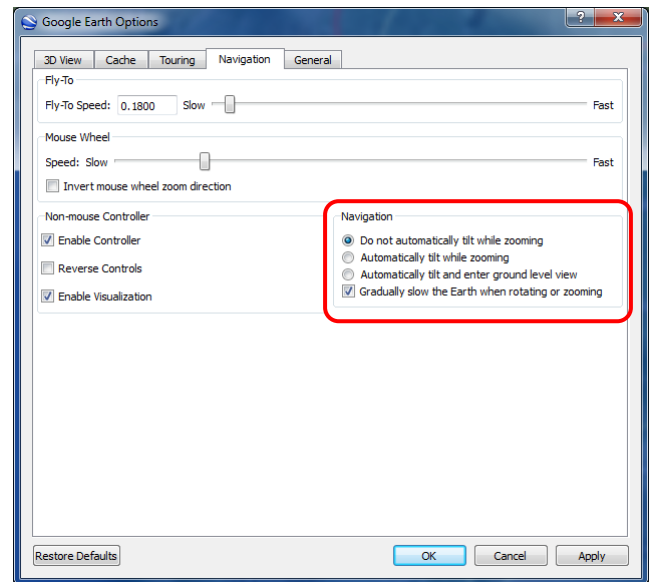 Google Earth Options
?
X
3D View Cache Touring Navigation General
Fly-To
Fly-To Speed: 0.1800 Slow Fast
Mouse Wheel
Speed: Slow Fast
Invert mouse wheel zoom direction
Non-mouse Controller
Enable Controller
Reverse Controls
Enable Visualization
Navigation
Do not automatically tilt while zooming
Automatically tilt while zooming
Automatically tilt and enter ground level view
Gradually slow the Earth when rotating or zooming
Restore Defaults OK Cancel Apply